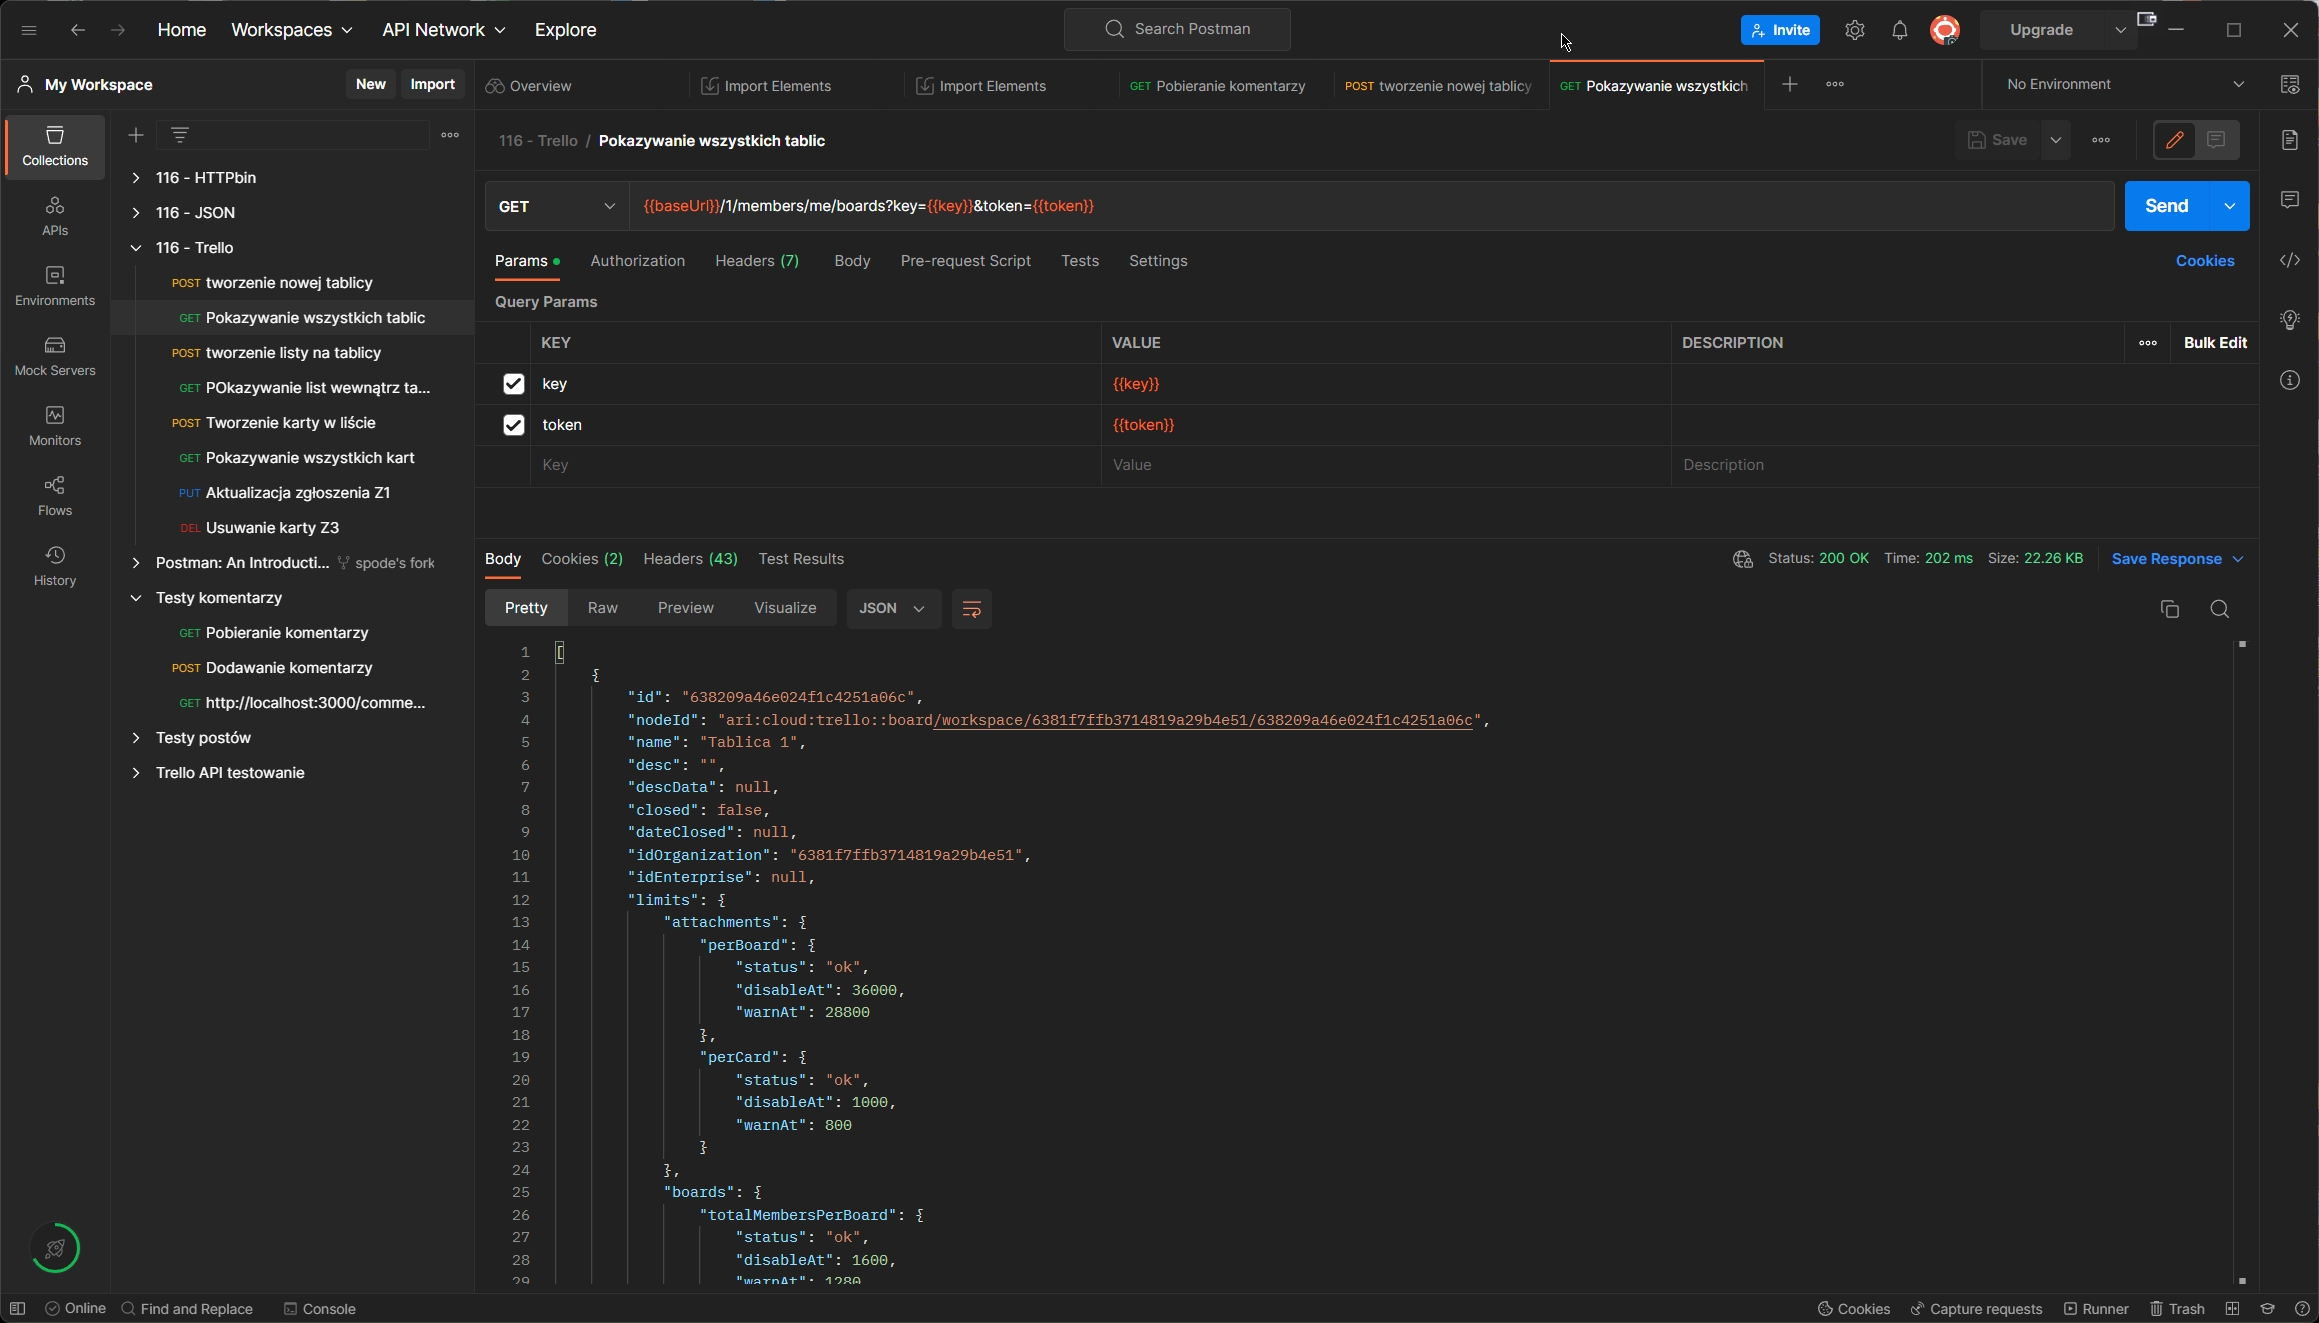 Home Workspaces API Network Explore Search Postman Invite Upgrade
My Workspace New Import Overview Import Elements Import Elements GET Pobieranie komentarzy POST tworzenie nowej tablicy GET Pokazywanie wszystkich No Environment
116 - Trello / Pokazywanie wszystkich tablic Save
GET {{baseUrl}}/1/members/me/boards?key={{key}}&token={{token}} Send
Params Authorization Headers (7) Body Pre-request Script Tests Settings Cookies
Query Params
KEY VALUE DESCRIPTION Bulk Edit
key {{key}}
token {{token}}
Key Value Description
Collections
APIs
Environments
Mock Servers
Monitors
Flows
History
116 - HTTPbin
116 - JSON
116 - Trello
POST tworzenie nowej tablicy
GET Pokazywanie wszystkich tablic
POST tworzenie listy na tablicy
GET POkazywanie list wewnątrz ta...
POST Tworzenie karty w liście
GET Pokazywanie wszystkich kart
PUT Aktualizacja zgłoszenia Z1
DEL Usuwanie karty Z3
Postman: An Introducti... spode's fork
Testy komentarzy
GET Pobieranie komentarzy
POST Dodawanie komentarzy
GET http://localhost:3000/comme...
Testy postów
Trello API testowanie
Body Cookies (2) Headers (43) Test Results Status: 200 OK Time: 202 ms Size: 22.26 KB Save Response
Pretty Raw Preview Visualize JSON
1 [
2 {
3 "id": "638209a46e024f1c4251a06c",
4 "nodeId": "ari:cloud:trello::board/workspace/6381f7ffb3714819a29b4e51/638209a46e024f1c4251a06c",
5 "name": "Tablica 1",
6 "desc": "",
7 "descData": null,
8 "closed": false,
9 "dateClosed": null,
10 "idOrganization": "6381f7ffb3714819a29b4e51",
11 "idEnterprise": null,
12 "limits": {
13 "attachments": {
14 "perBoard": {
15 "status": "ok",
16 "disableAt": 36000,
17 "warnAt": 28800
18 },
19 "perCard": {
20 "status": "ok",
21 "disableAt": 1000,
22 "warnAt": 800
23 }
24 },
25 "boards": {
26 "totalMembersPerBoard": {
27 "status": "ok",
28 "disableAt": 1600,
29 "warnAt": 1280
Online Find and Replace Console Cookies Capture requests Runner Trash